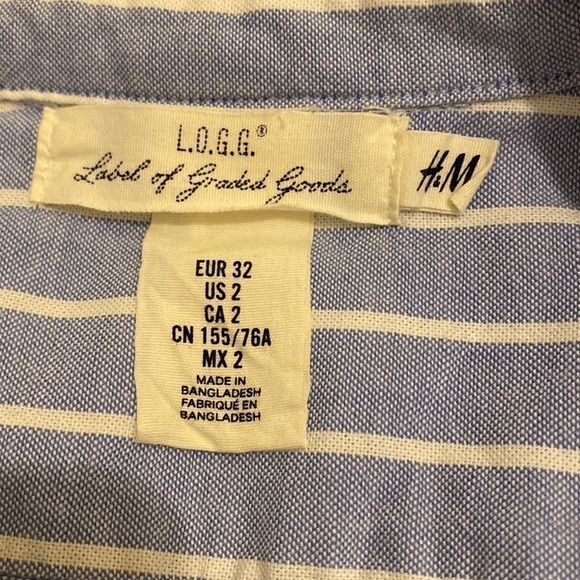 L.O.G.G.®
Label of Graded Goods
H&M
EUR 32
US 2
CA 2
CN 155/76A
MX 2
MADE IN
BANGLADESH
FABRIQUÉ EN
BANGLADESH